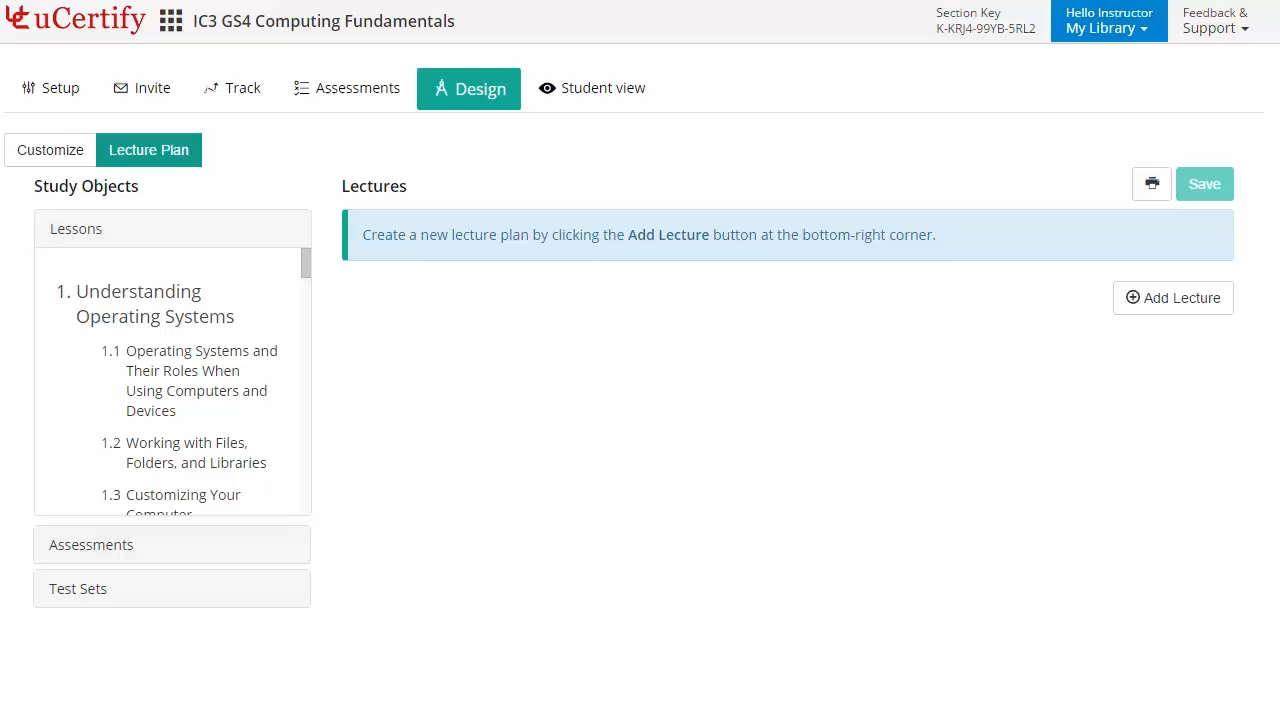 uCertify
IC3 GS4 Computing Fundamentals
Section Key
K-KRJ4-99YB-5RL2
Hello Instructor
My Library
Feedback &
Support
Setup
Invite
Track
Assessments
Design
Student view
Customize
Lecture Plan
Study Objects
Lectures
Save
Lessons
Create a new lecture plan by clicking the Add Lecture button at the bottom-right corner.
Add Lecture
1. Understanding
Operating Systems
1.1 Operating Systems and
Their Roles When
Using Computers and
Devices
1.2 Working with Files,
Folders, and Libraries
1.3 Customizing Your
Computer
Assessments
Test Sets